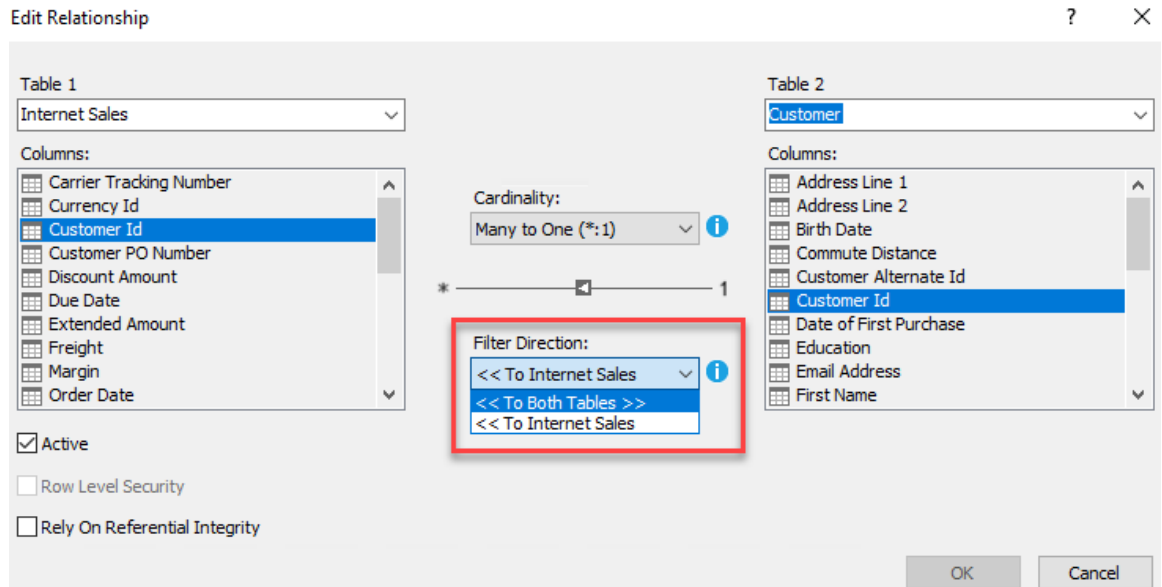 Edit Relationship
?
Table 1
Internet Sales
Columns:
Carrier Tracking Number
Currency Id
Customer Id
Customer PO Number
Discount Amount
Due Date
Extended Amount
Freight
Margin
Order Date
Active
Row Level Security
Rely On Referential Integrity
Cardinality:
Many to One (*:1)
* 1
Filter Direction:
<< To Internet Sales
<< To Both Tables >>
<< To Internet Sales
Table 2
Customer
Columns:
Address Line 1
Address Line 2
Birth Date
Commute Distance
Customer Alternate Id
Customer Id
Date of First Purchase
Education
Email Address
First Name
OK
Cancel